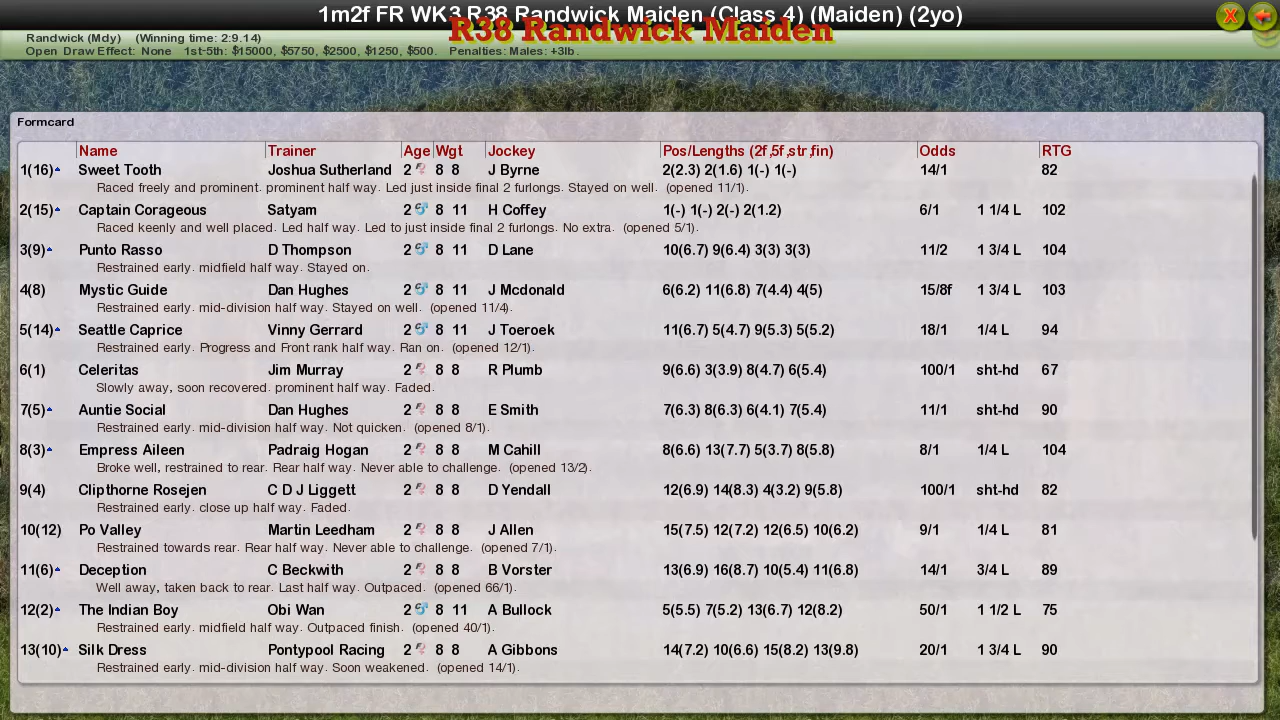 1m2f FR WK3 R38 Randwick Maiden (Class 4) (Maiden) (2yo)
R38 Randwick Maiden
Randwick (Mdy) (Winning time: 2:9.14)
Open Draw Effect: None 1st-5th: $15000, $5750, $2500, $1250, $500. Penalties: Males: +3lb.
Formcard
Name Trainer Age Wgt Jockey Pos/Lengths (2f,5f,str,fin) Odds RTG
1(16) Sweet Tooth Joshua Sutherland 2 8 8 J Byrne 2(2.3) 2(1.6) 1(-) 1(-) 14/1 82
Raced freely and prominent. prominent half way. Led just inside final 2 furlongs. Stayed on well. (opened 11/1).
2(15) Captain Corageous Satyam 2 8 11 H Coffey 1(-) 1(-) 2(-) 2(1.2) 6/1 1 1/4 L 102
Raced keenly and well placed. Led half way. Led to just inside final 2 furlongs. No extra. (opened 5/1).
3(9) Punto Rasso D Thompson 2 8 11 D Lane 10(6.7) 9(6.4) 3(3) 3(3) 11/2 1 3/4 L 104
Restrained early. midfield half way. Stayed on.
4(8) Mystic Guide Dan Hughes 2 8 11 J Mcdonald 6(6.2) 11(6.8) 7(4.4) 4(5) 15/8f 1 3/4 L 103
Restrained early. mid-division half way. Stayed on well. (opened 11/4).
5(14) Seattle Caprice Vinny Gerrard 2 8 11 J Toeroek 11(6.7) 5(4.7) 9(5.3) 5(5.2) 18/1 1/4 L 94
Restrained early. Progress and Front rank half way. Ran on. (opened 12/1).
6(1) Celeritas Jim Murray 2 8 8 R Plumb 9(6.6) 3(3.9) 8(4.7) 6(5.4) 100/1 sht-hd 67
Slowly away, soon recovered. prominent half way. Faded.
7(5) Auntie Social Dan Hughes 2 8 8 E Smith 7(6.3) 8(6.3) 6(4.1) 7(5.4) 11/1 sht-hd 90
Restrained early. mid-division half way. Not quicken. (opened 8/1).
8(3) Empress Aileen Padraig Hogan 2 8 8 M Cahill 8(6.6) 13(7.7) 5(3.7) 8(5.8) 8/1 1/4 L 104
Broke well, restrained to rear. Rear half way. Never able to challenge. (opened 13/2).
9(4) Clipthorne Rosejen C D J Liggett 2 8 8 D Yendall 12(6.9) 14(8.3) 4(3.2) 9(5.8) 100/1 sht-hd 82
Restrained early. close up half way. Faded.
10(12) Po Valley Martin Leedham 2 8 8 J Allen 15(7.5) 12(7.2) 12(6.5) 10(6.2) 9/1 1/4 L 81
Restrained towards rear. Rear half way. Never able to challenge. (opened 7/1).
11(6) Deception C Beckwith 2 8 8 B Vorster 13(6.9) 16(8.7) 10(5.4) 11(6.8) 14/1 3/4 L 89
Well away, taken back to rear. Last half way. Outpaced. (opened 66/1).
12(2) The Indian Boy Obi Wan 2 8 11 A Bullock 5(5.5) 7(5.2) 13(6.7) 12(8.2) 50/1 1 1/2 L 75
Restrained early. midfield half way. Outpaced finish. (opened 40/1).
13(10) Silk Dress Pontypool Racing 2 8 8 A Gibbons 14(7.2) 10(6.6) 15(8.2) 13(9.8) 20/1 1 3/4 L 90
Restrained early. mid-division half way. Soon weakened. (opened 14/1).